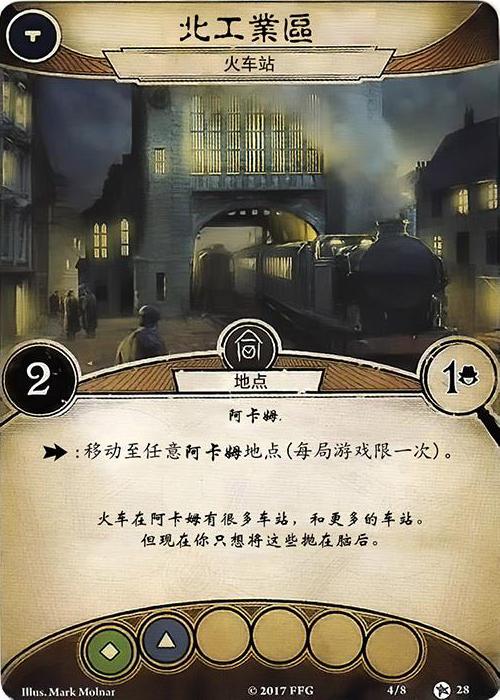 北工業區
火车站
2
1
地点
阿卡姆.
:移动至任意阿卡姆地点(每局游戏限一次)。
火车在阿卡姆有很多车站，和更多的车站。
但现在你只想将这些抛在脑后。
Illus. Mark Molnar
© 2017 FFG
4/8
28